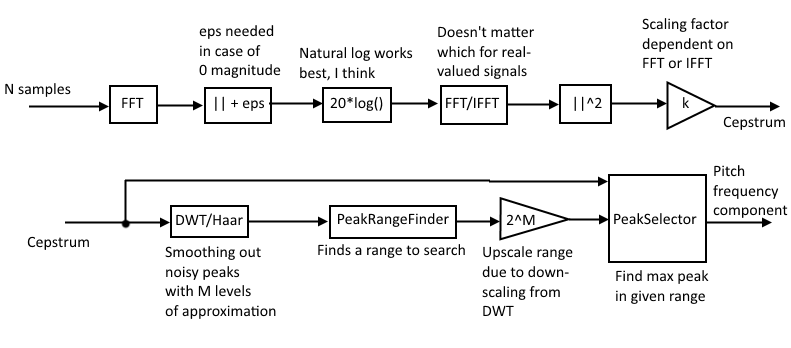 eps needed
in case of
0 magnitude
Natural log works
best, I think
Doesn't matter
which for real-
valued signals
Scaling factor
dependent on
FFT or IFFT
N samples
FFT
|| + eps
20*log()
FFT/IFFT
||^2
k
Cepstrum
Cepstrum
DWT/Haar
Smoothing out
noisy peaks
with M levels
of approximation
PeakRangeFinder
Finds a range to search
2^M
Upscale range
due to down-
scaling from
DWT
PeakSelector
Find max peak
in given range
Pitch
frequency
component